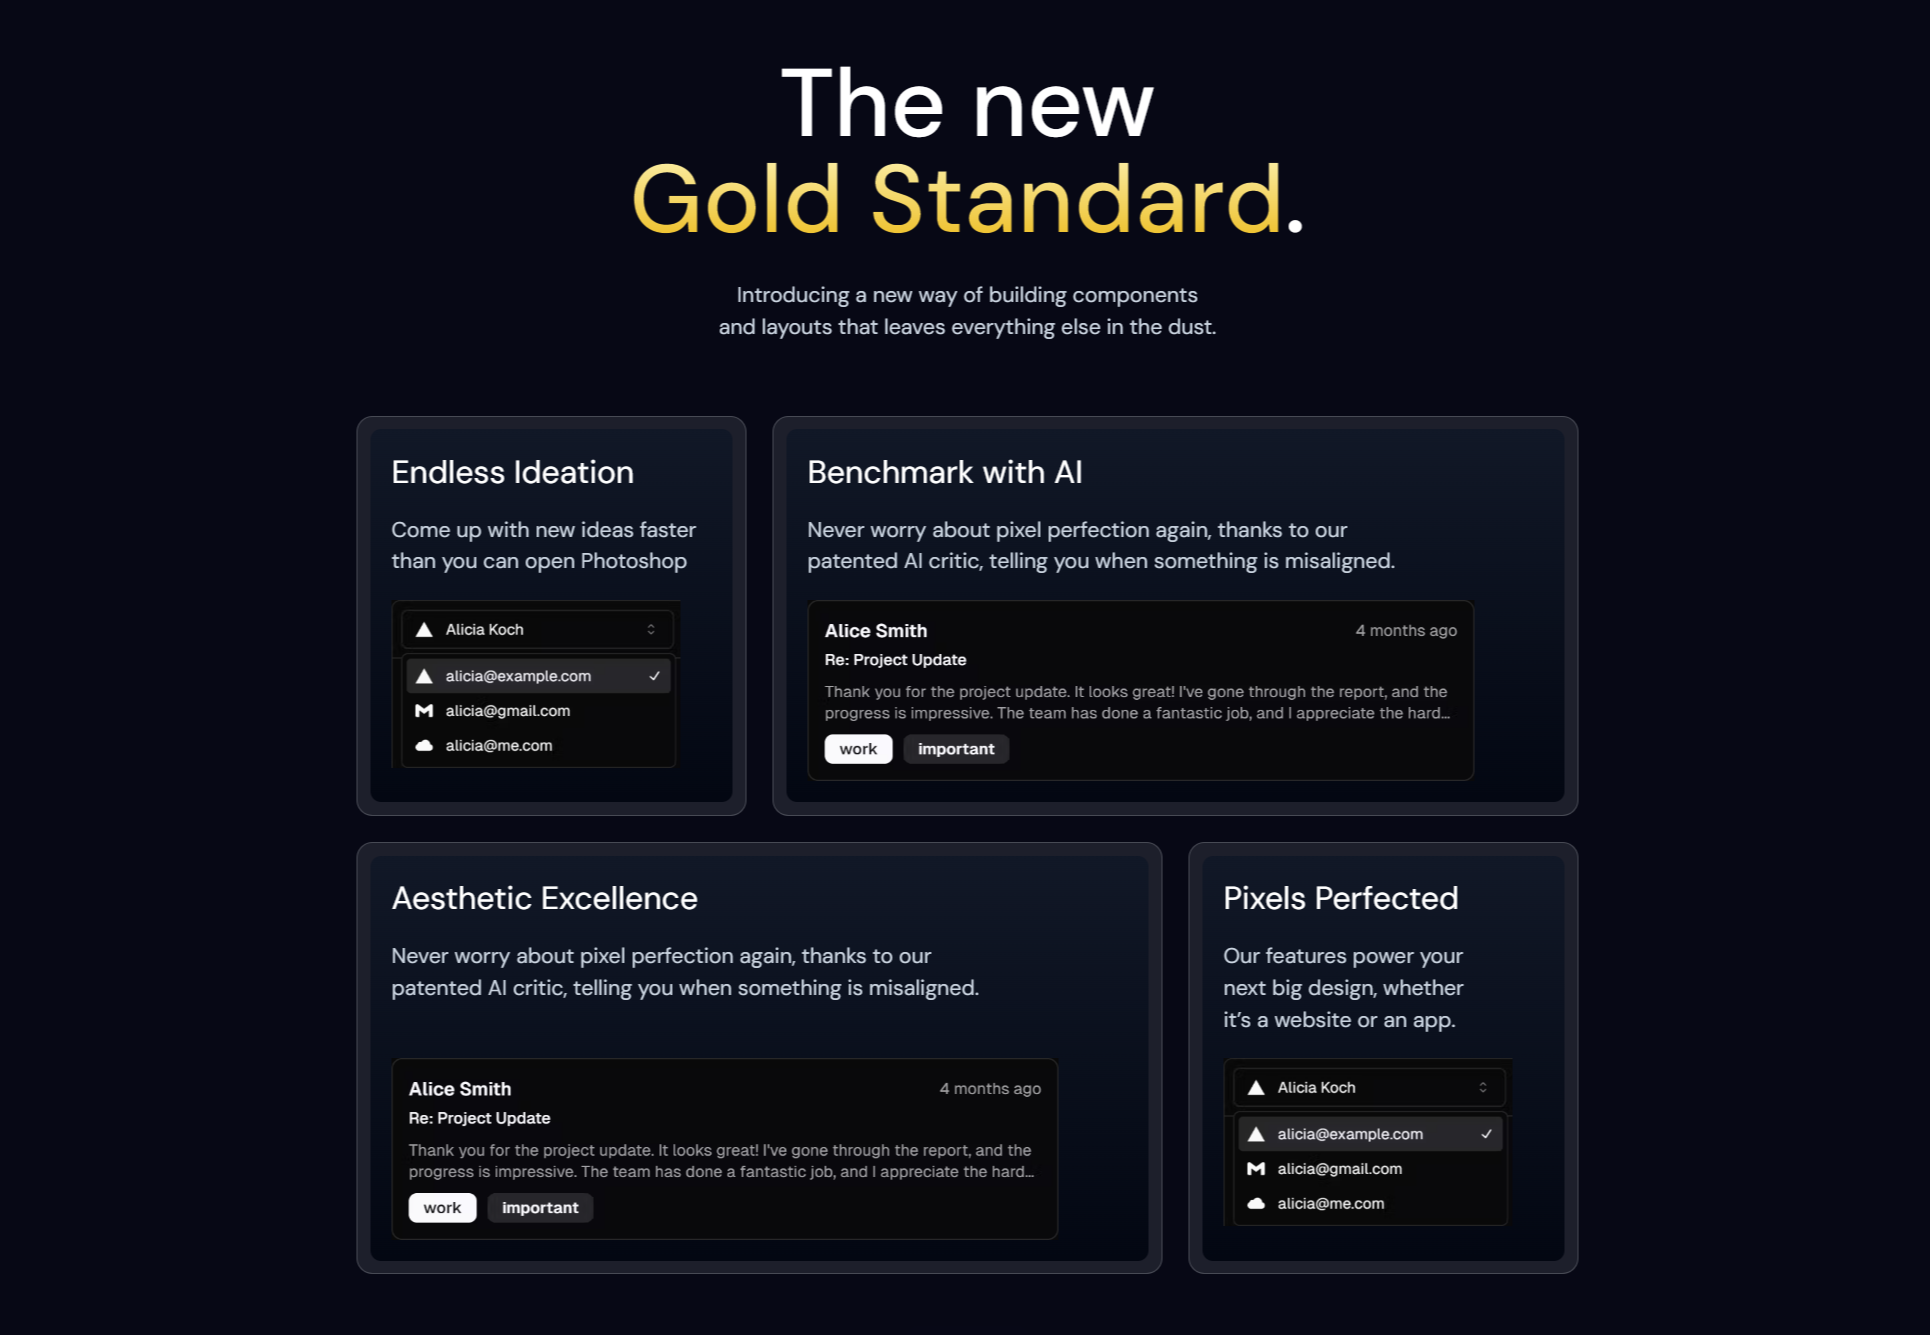 The new
Gold Standard.
Introducing a new way of building components
and layouts that leaves everything else in the dust.
Endless Ideation
Come up with new ideas faster
than you can open Photoshop
Alicia Koch
alicia@example.com
alicia@gmail.com
alicia@me.com
Benchmark with AI
Never worry about pixel perfection again, thanks to our
patented AI critic, telling you when something is misaligned.
Alice Smith
4 months ago
Re: Project Update
Thank you for the project update. It looks great! I've gone through the report, and the
progress is impressive. The team has done a fantastic job, and I appreciate the hard...
work
important
Aesthetic Excellence
Never worry about pixel perfection again, thanks to our
patented AI critic, telling you when something is misaligned.
Alice Smith
4 months ago
Re: Project Update
Thank you for the project update. It looks great! I've gone through the report, and the
progress is impressive. The team has done a fantastic job, and I appreciate the hard...
work
important
Pixels Perfected
Our features power your
next big design, whether
it’s a website or an app.
Alicia Koch
alicia@example.com
alicia@gmail.com
alicia@me.com